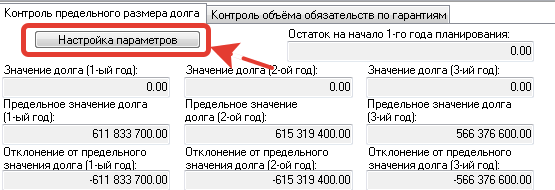 Контроль предельного размера долга Контроль объёма обязательств по гарантиям
Настройка параметров
Остаток на начало 1-го года планирования:
0.00
Значение долга (1-ый год): Значение долга (2-ой год): Значение долга (3-ий год):
0.00 0.00 0.00
Предельное значение долга Предельное значение Предельное значение долга
(1-ый год): долга (2-ой год): (3-ий год):
611 833 700.00 615 319 400.00 566 376 600.00
Отклонение от предельного Отклонение от предельного Отклонение от предельного
значения долга (1-ый год): значения долга (2-ой год): значения долга (3-ий год):
-611 833 700.00 -615 319 400.00 -566 376 600.00